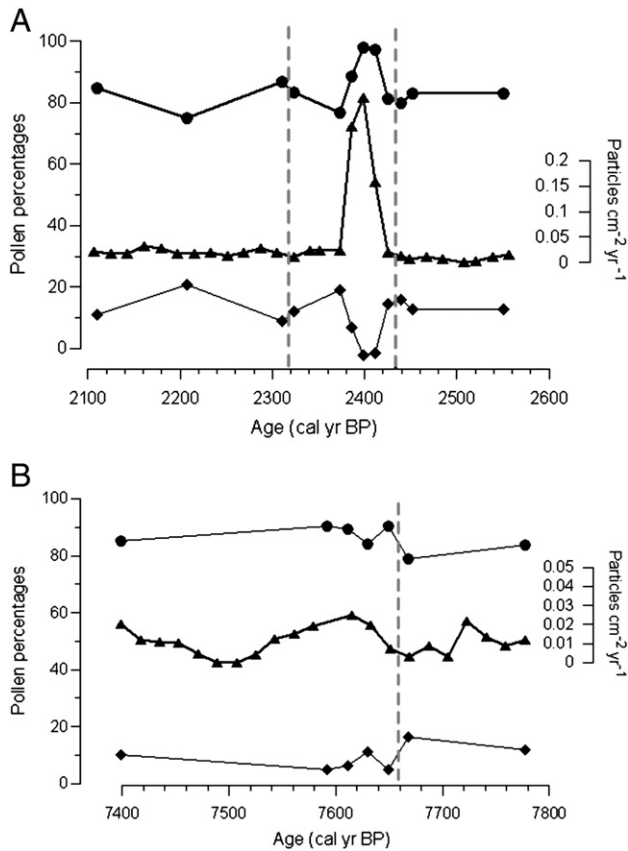 A
100
80
60
40
20
0
Pollen percentages
0.2
0.15
0.1
0.05
0
Particles cm⁻² yr⁻¹
2100 2200 2300 2400 2500 2600
Age (cal yr BP)
B
100
80
60
40
20
0
Pollen percentages
0.05
0.04
0.03
0.02
0.01
0
Particles cm⁻² yr⁻¹
7400 7500 7600 7700 7800
Age (cal yr BP)